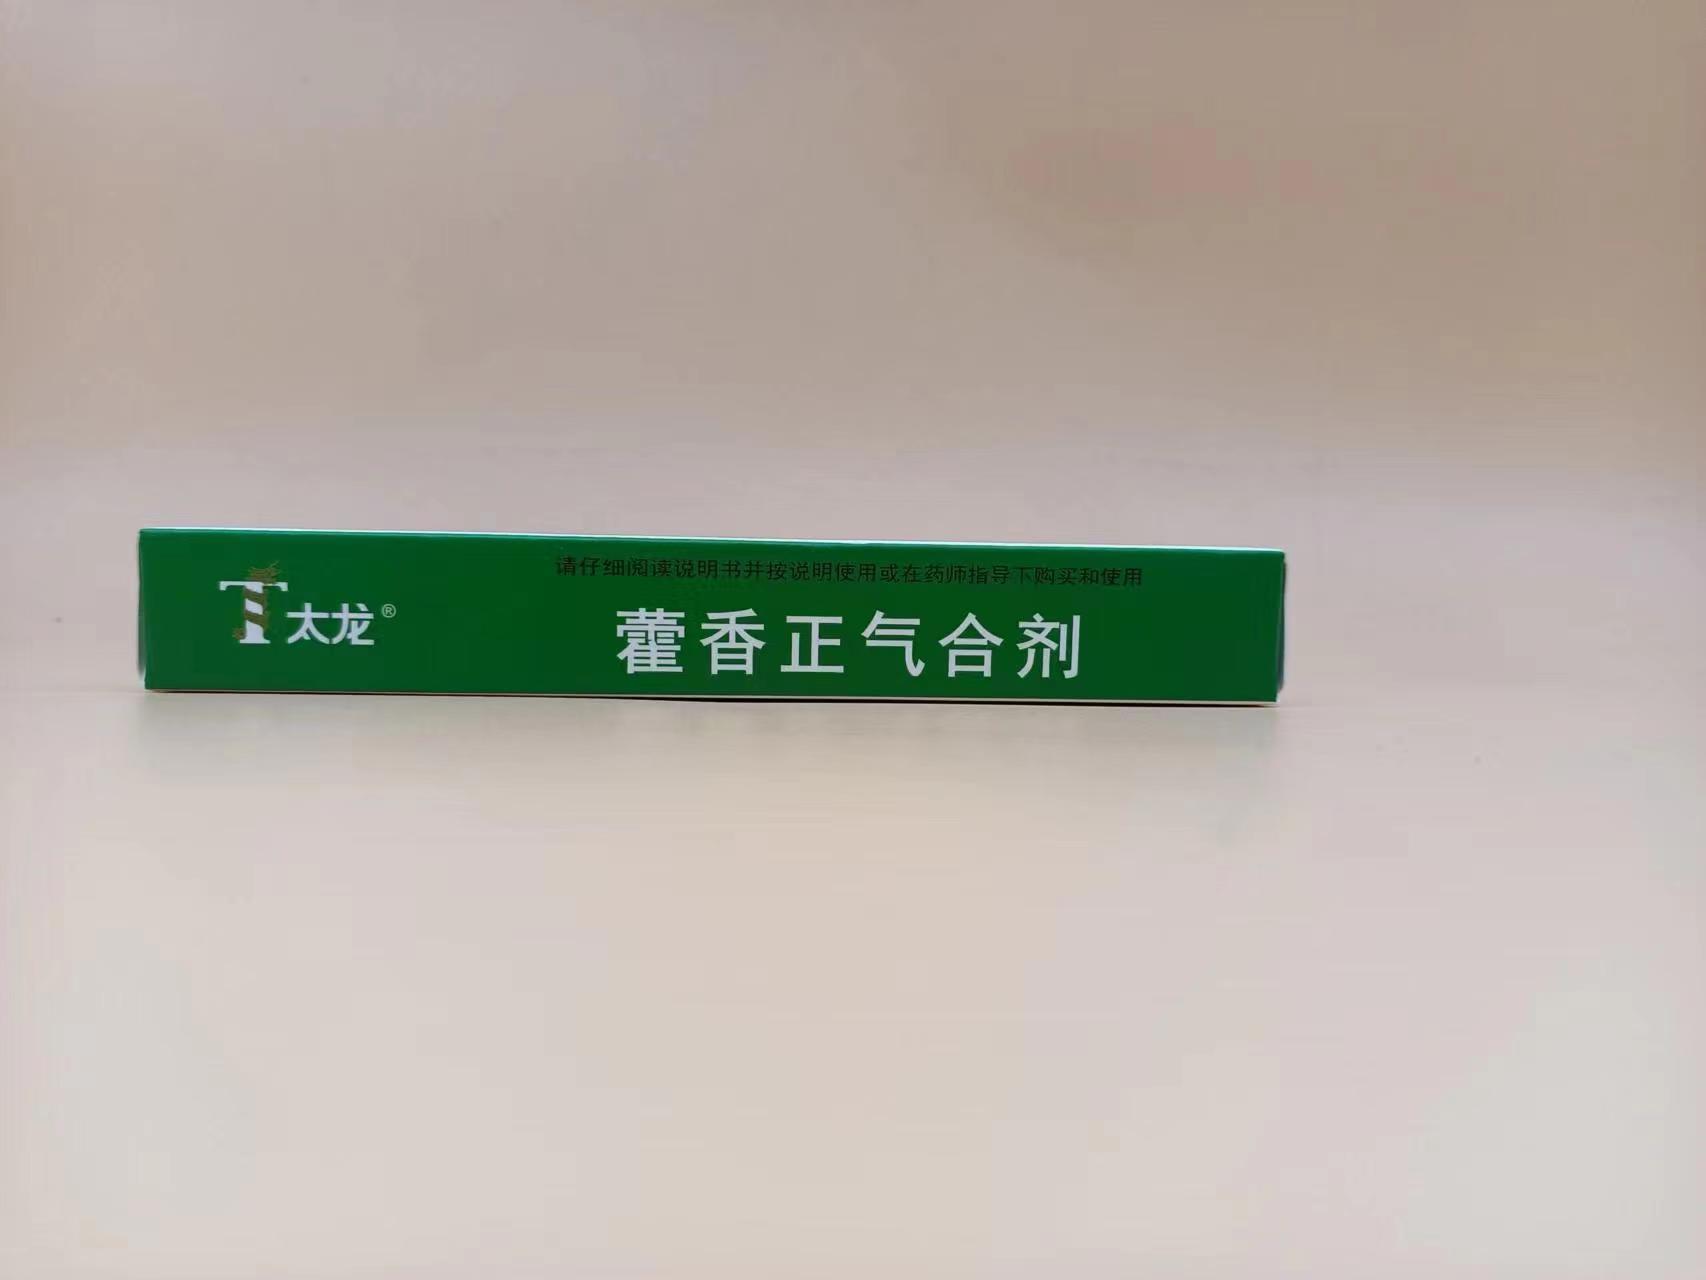 请仔细阅读说明书并按说明使用或在药师指导下购买和使用
T太龙®
藿香正气合剂